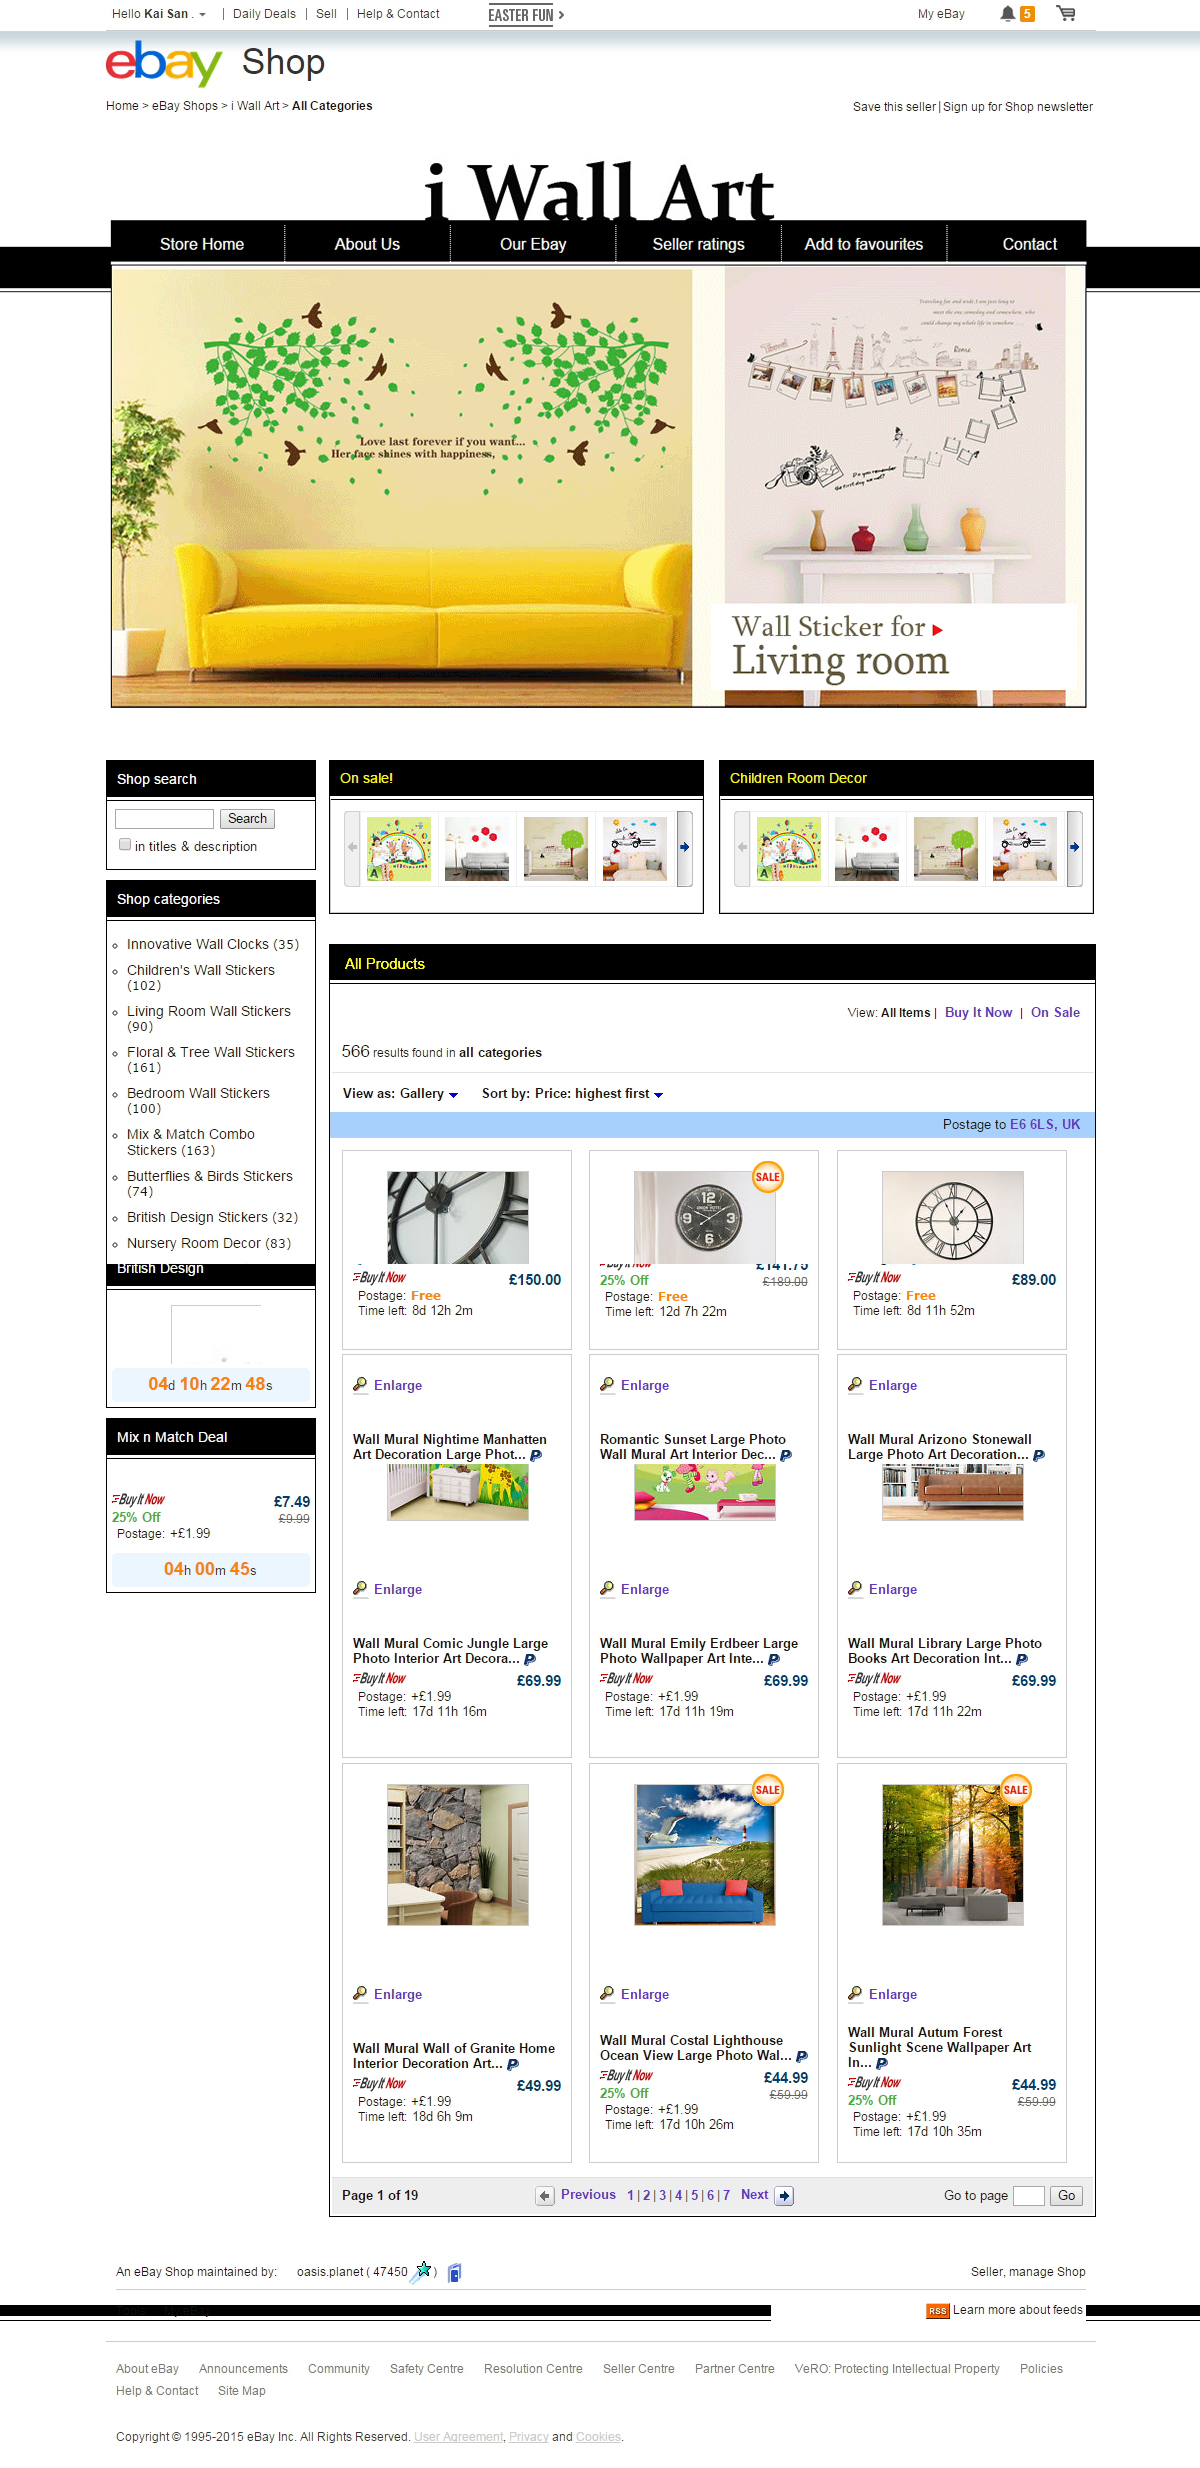 Hello Kai San . | Daily Deals | Sell | Help & Contact
EASTER FUN
My eBay
5
ebay Shop
Home > eBay Shops > i Wall Art > All Categories
Save this seller | Sign up for Shop newsletter
i Wall Art
Store Home
About Us
Our Ebay
Seller ratings
Add to favourites
Contact
Love last forever if you want...
Her face shines with happiness,
Wall Sticker for
Living room
Shop search
Search
in titles & description
On sale!
Children Room Decor
Shop categories
Innovative Wall Clocks (35)
Children's Wall Stickers
(102)
Living Room Wall Stickers
(90)
Floral & Tree Wall Stickers
(161)
Bedroom Wall Stickers
(100)
Mix & Match Combo
Stickers (163)
Butterflies & Birds Stickers
(74)
British Design Stickers (32)
Nursery Room Decor (83)
British Design
04d 10h 22m 48s
Mix n Match Deal
Buy It Now
£7.49
25% Off
£9.99
Postage: +£1.99
04h 00m 45s
All Products
View: All Items | Buy It Now | On Sale
566 results found in all categories
View as: Gallery
Sort by: Price: highest first
Postage to E6 6LS, UK
Buy It Now
£150.00
Postage: Free
Time left: 8d 12h 2m
SALE
Buy It Now
£141.75
25% Off
£189.00
Postage: Free
Time left: 12d 7h 22m
Buy It Now
£89.00
Postage: Free
Time left: 8d 11h 52m
Enlarge
Wall Mural Nightime Manhatten
Art Decoration Large Phot...
Enlarge
Romantic Sunset Large Photo
Wall Mural Art Interior Dec...
Enlarge
Wall Mural Arizono Stonewall
Large Photo Art Decoration...
Enlarge
Wall Mural Comic Jungle Large
Photo Interior Art Decora...
Buy It Now
£69.99
Postage: +£1.99
Time left: 17d 11h 16m
Enlarge
Wall Mural Emily Erdbeer Large
Photo Wallpaper Art Inte...
Buy It Now
£69.99
Postage: +£1.99
Time left: 17d 11h 19m
Enlarge
Wall Mural Library Large Photo
Books Art Decoration Int...
Buy It Now
£69.99
Postage: +£1.99
Time left: 17d 11h 22m
Enlarge
Wall Mural Wall of Granite Home
Interior Decoration Art...
Buy It Now
£49.99
Postage: +£1.99
Time left: 18d 6h 9m
SALE
Enlarge
Wall Mural Costal Lighthouse
Ocean View Large Photo Wal...
Buy It Now
£44.99
25% Off
£59.99
Postage: +£1.99
Time left: 17d 10h 26m
SALE
Enlarge
Wall Mural Autum Forest
Sunlight Scene Wallpaper Art
In...
Buy It Now
£44.99
25% Off
£59.99
Postage: +£1.99
Time left: 17d 10h 35m
Page 1 of 19
Previous 1 | 2 | 3 | 4 | 5 | 6 | 7 Next
Go to page
Go
An eBay Shop maintained by: oasis.planet ( 47450 )
Seller, manage Shop
RSS Learn more about feeds
About eBay Announcements Community Safety Centre Resolution Centre Seller Centre Partner Centre VeRO: Protecting Intellectual Property Policies
Help & Contact Site Map
Copyright © 1995-2015 eBay Inc. All Rights Reserved. User Agreement, Privacy and Cookies.